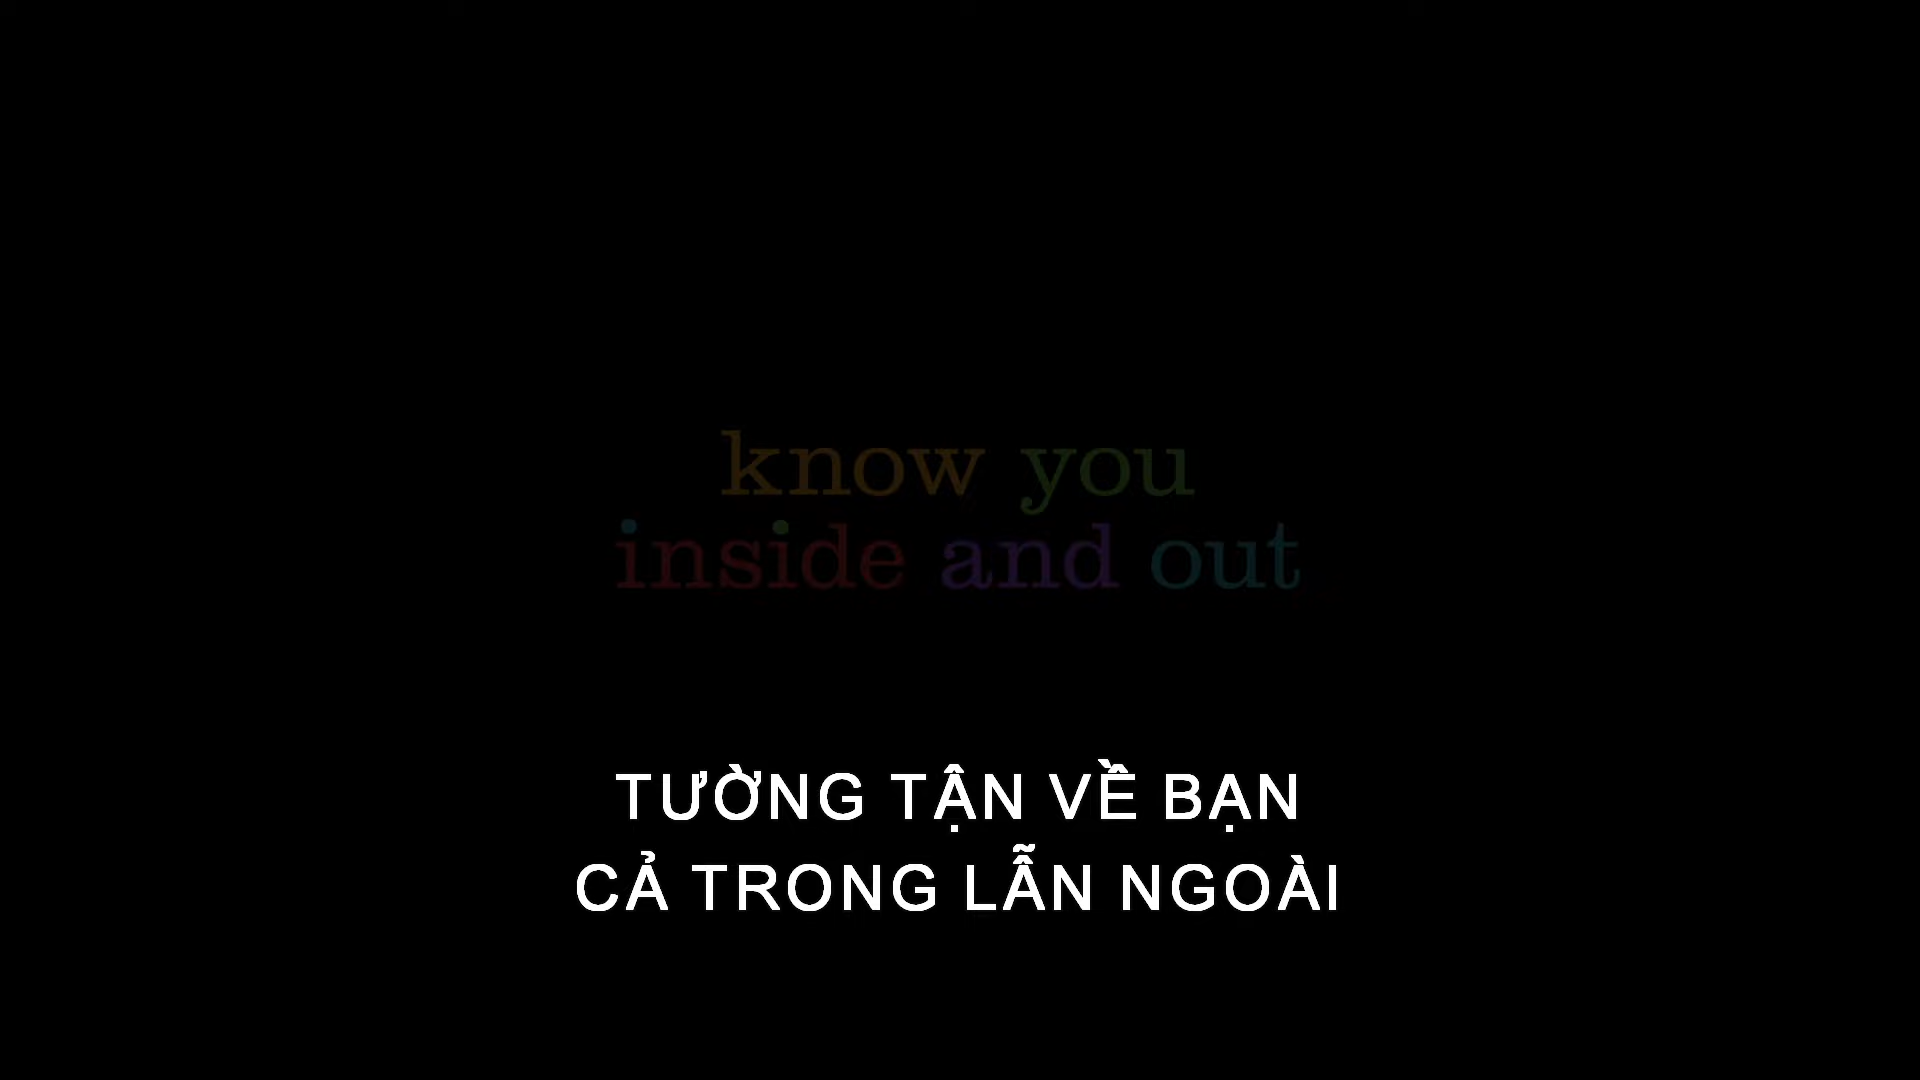 know you
inside and out
TƯỜNG TẬN VỀ BẠN
CẢ TRONG LẪN NGOÀI